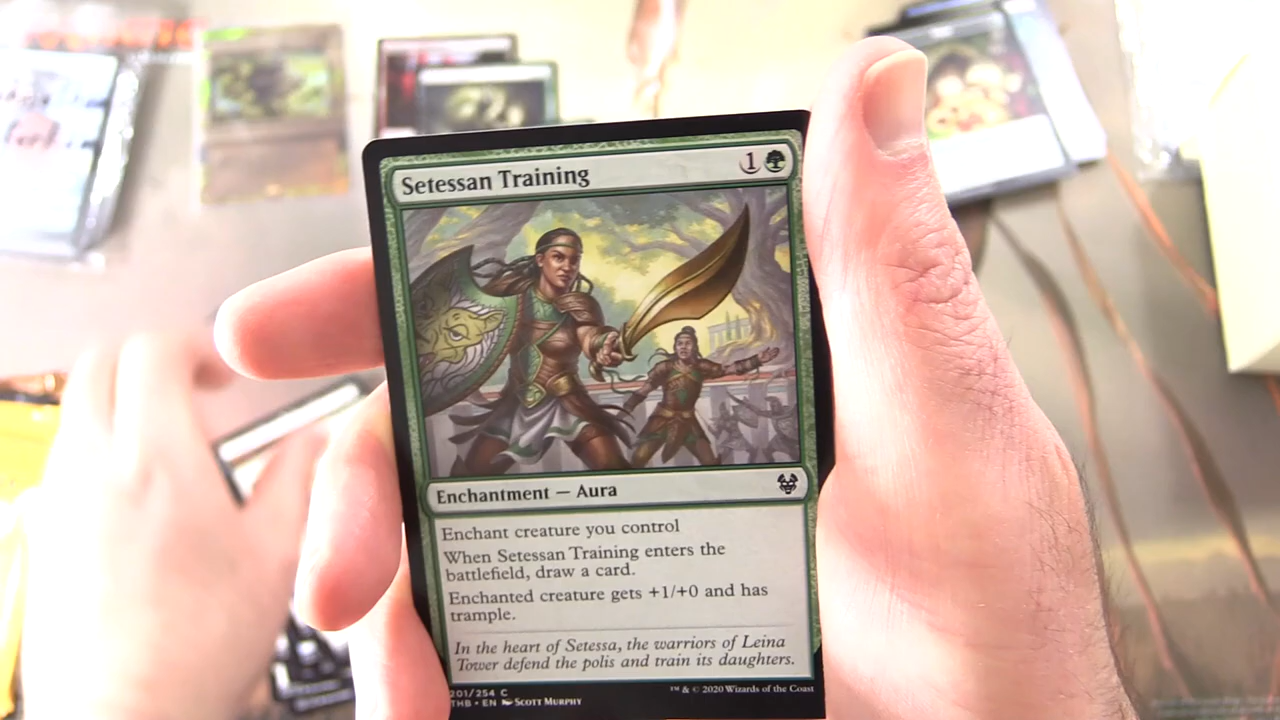 Setessan Training
1
Enchantment — Aura
Enchant creature you control
When Setessan Training enters the
battlefield, draw a card.
Enchanted creature gets +1/+0 and has
trample.
In the heart of Setessa, the warriors of Leina
Tower defend the polis and train its daughters.
201/254 C
THB • EN Scott Murphy
™ & © 2020 Wizards of the Coast